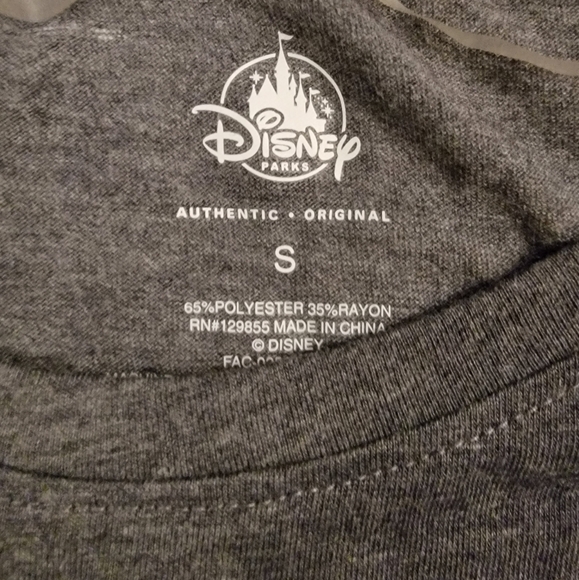 Disney
PARKS
AUTHENTIC • ORIGINAL
S
65%POLYESTER 35%RAYON
RN#129855 MADE IN CHINA
© DISNEY